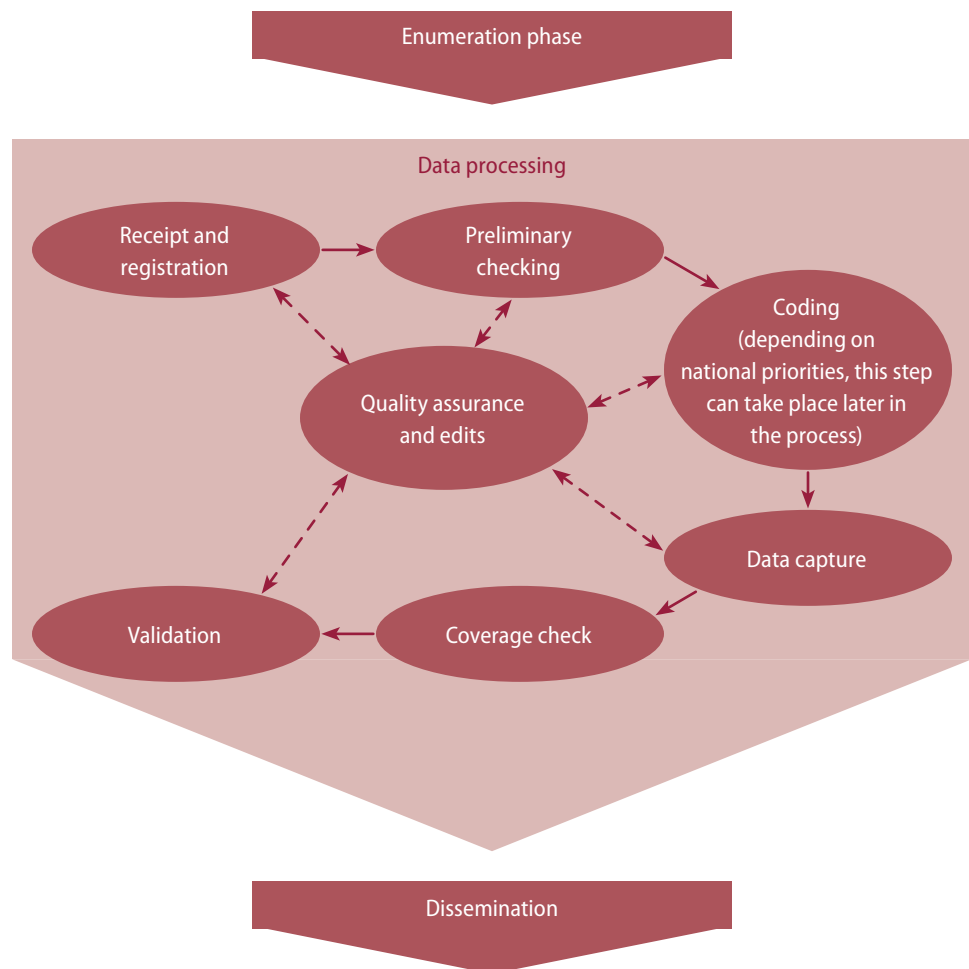 Enumeration phase
Data processing
Receipt and
registration
Preliminary
checking
Coding
(depending on
national priorities, this step
can take place later in
the process)
Quality assurance
and edits
Data capture
Coverage check
Validation
Dissemination